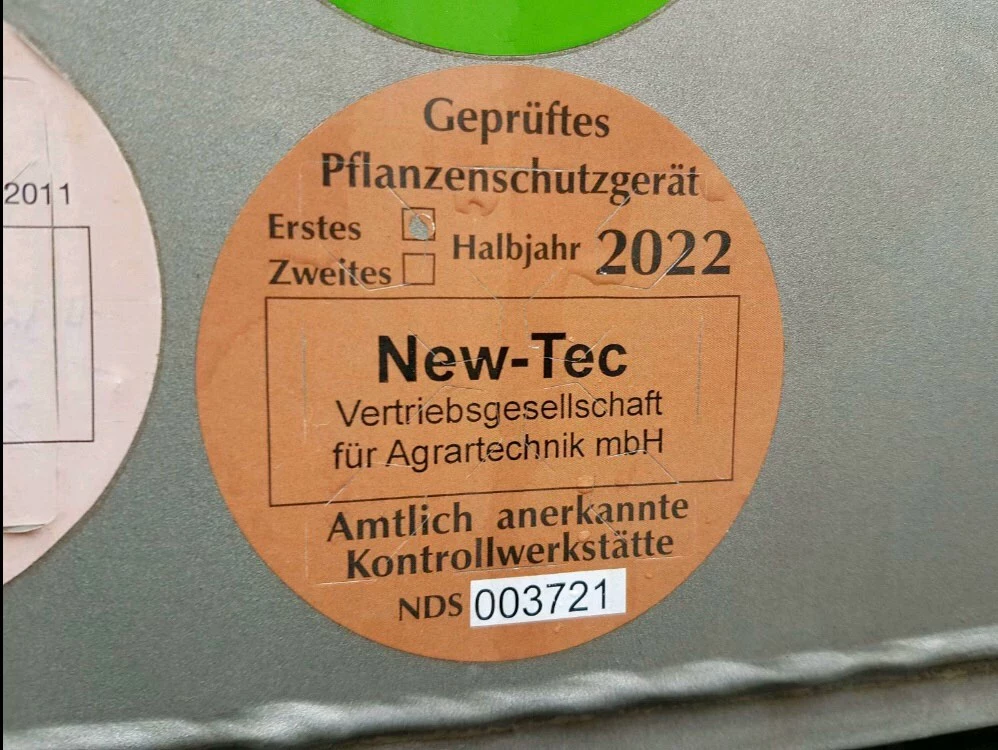 2011
Geprüftes
Pflanzenschutzgerät
Erstes
Zweites
Halbjahr 2022
New-Tec
Vertriebsgesellschaft
für Agrartechnik mbH
Amtlich anerkannte
Kontrollwerkstätte
NDS 003721